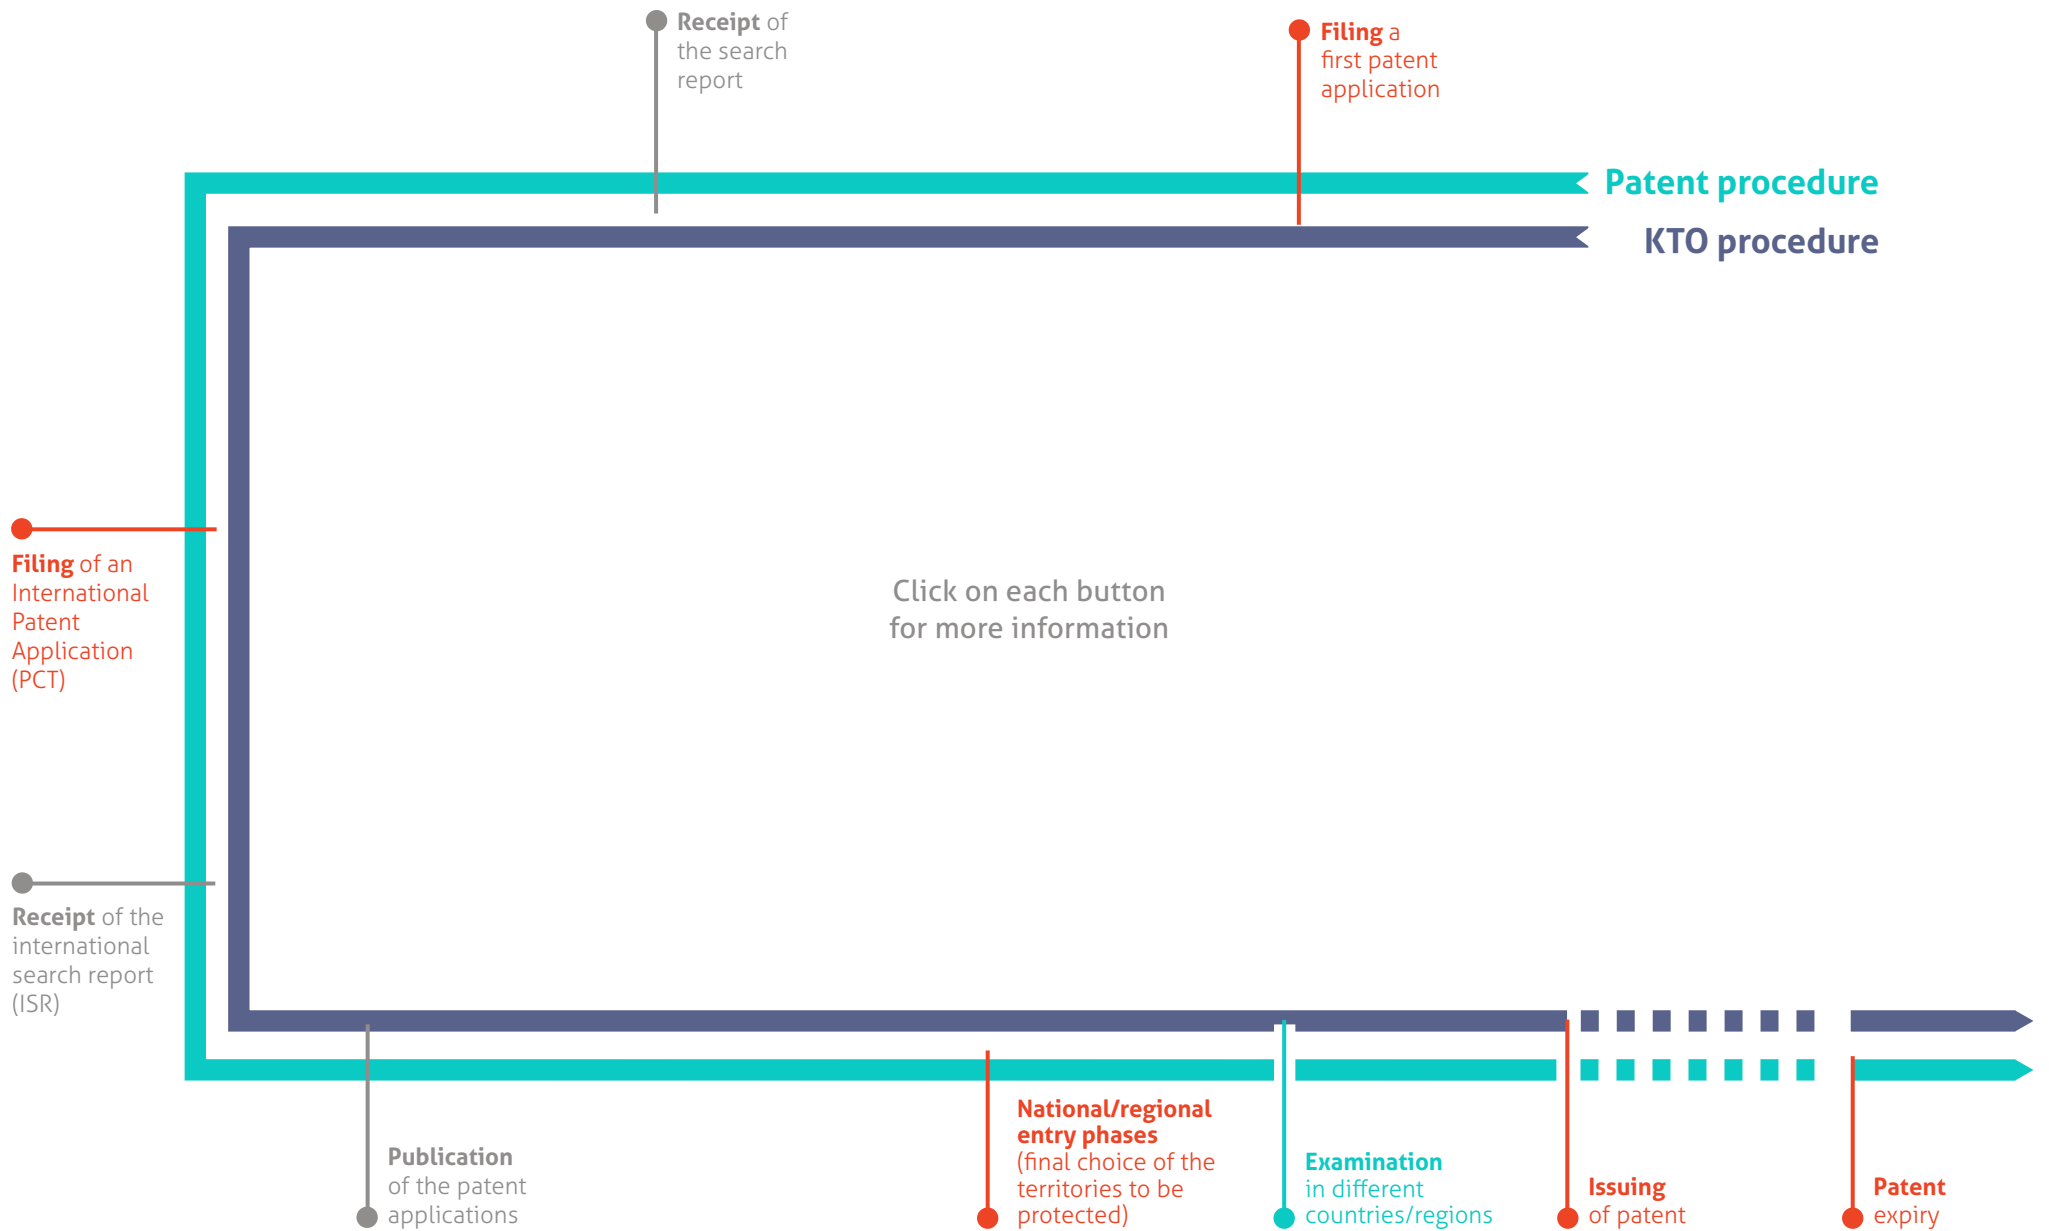 Receipt of
the search
report
Filing a
first patent
application
Patent procedure
KTO procedure
Filing of an
International
Patent
Application
(PCT)
Click on each button
for more information
Receipt of the
international
search report
(ISR)
Publication
of the patent
applications
National/regional
entry phases
(final choice of the
territories to be
protected)
Examination
in different
countries/regions
Issuing
of patent
Patent
expiry